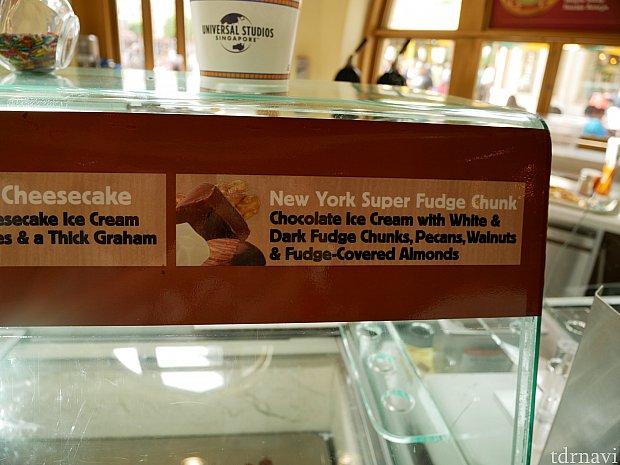 UNIVERSAL STUDIOS
SINGAPORE
Cheesecake
esecake Ice Cream
es & a Thick Graham
New York Super Fudge Chunk
Chocolate Ice Cream with White &
Dark Fudge Chunks, Pecans, Walnuts
& Fudge-Covered Almonds
tdrnavi